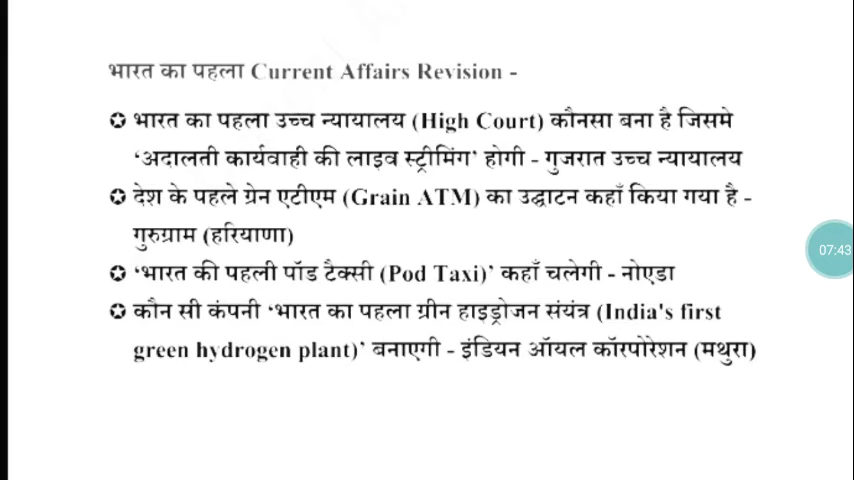 भारत का पहला Current Affairs Revision -
✪ भारत का पहला उच्च न्यायालय (High Court) कौनसा बना है जिसमे
‘अदालती कार्यवाही की लाइव स्ट्रीमिंग’ होगी - गुजरात उच्च न्यायालय
✪ देश के पहले ग्रेन एटीएम (Grain ATM) का उद्घाटन कहाँ किया गया है -
गुरुग्राम (हरियाणा)
✪ ‘भारत की पहली पॉड टैक्सी (Pod Taxi)’ कहाँ चलेगी - नोएडा
✪ कौन सी कंपनी ‘भारत का पहला ग्रीन हाइड्रोजन संयंत्र (India's first
green hydrogen plant)’ बनाएगी - इंडियन ऑयल कॉरपोरेशन (मथुरा)
07:43